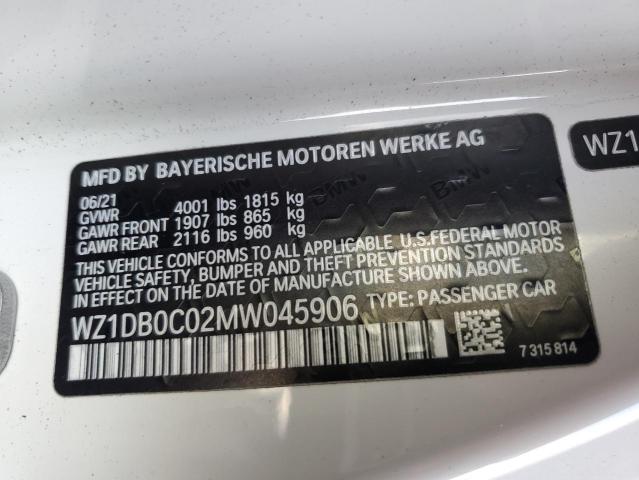 MFD BY BAYERISCHE MOTOREN WERKE AG
WZ1
06/21
GVWR 4001 lbs 1815 kg
GAWR FRONT 1907 lbs 865 kg
GAWR REAR 2116 lbs 960 kg
THIS VEHICLE CONFORMS TO ALL APPLICABLE U.S.FEDERAL MOTOR
VEHICLE SAFETY, BUMPER AND THEFT PREVENTION STANDARDS
IN EFFECT ON THE DATE OF MANUFACTURE SHOWN ABOVE.
WZ1DB0C02MW045906 TYPE: PASSENGER CAR
7 315 814